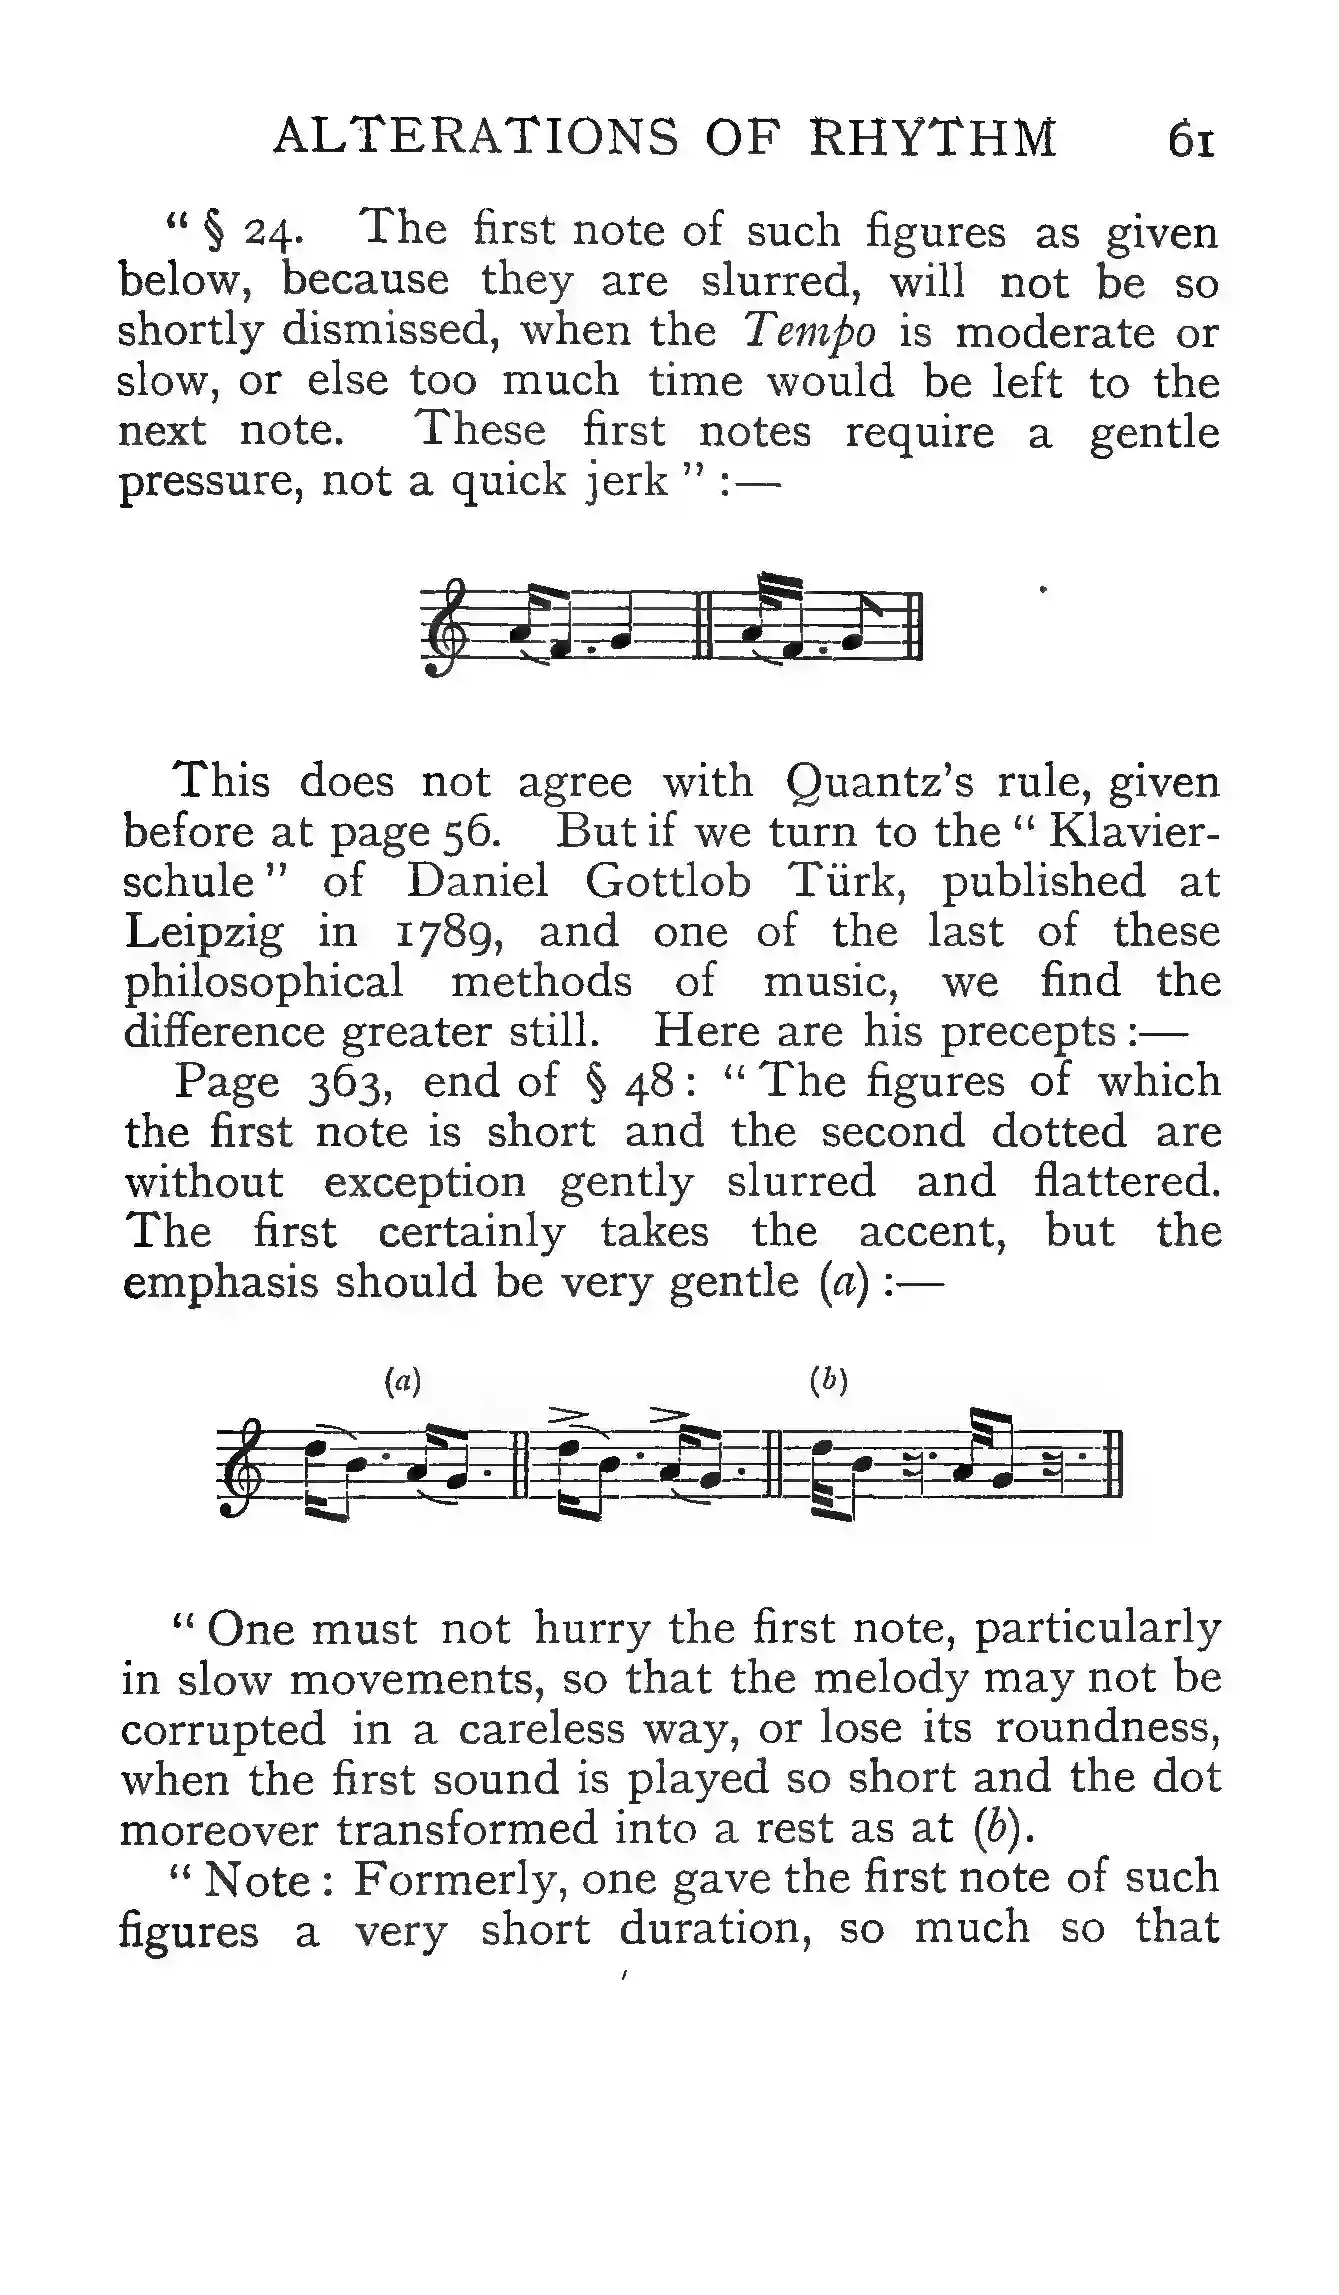 ALTERATIONS OF RHYTHM 61
“ § 24. The first note of such figures as given
below, because they are slurred, will not be so
shortly dismissed, when the Tempo is moderate or
slow, or else too much time would be left to the
next note. These first notes require a gentle
pressure, not a quick jerk ” :—
This does not agree with Quantz’s rule, given
before at page 56. But if we turn to the “ Klavier-
schule ” of Daniel Gottlob Türk, published at
Leipzig in 1789, and one of the last of these
philosophical methods of music, we find the
difference greater still. Here are his precepts :—
Page 363, end of § 48 : “ The figures of which
the first note is short and the second dotted are
without exception gently slurred and flattered.
The first certainly takes the accent, but the
emphasis should be very gentle (a) :—
(a) (b)
“ One must not hurry the first note, particularly
in slow movements, so that the melody may not be
corrupted in a careless way, or lose its roundness,
when the first sound is played so short and the dot
moreover transformed into a rest as at (b).
“ Note : Formerly, one gave the first note of such
figures a very short duration, so much so that